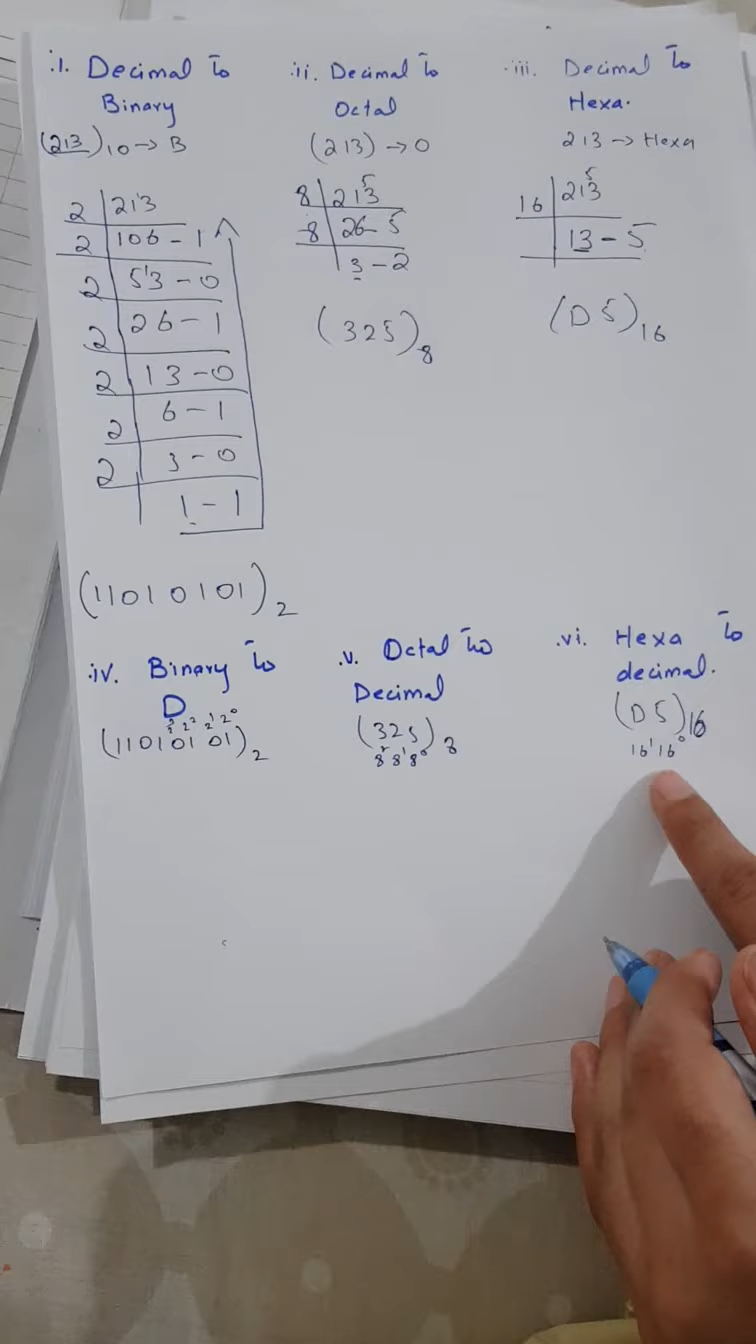 i. Decimal To
Binary
(213)10 → B
2 | 213
2 | 106 - 1
2 | 53 - 0
2 | 26 - 1
2 | 13 - 0
2 | 6 - 1
2 | 3 - 0
1 - 1
(11010101)2
ii. Decimal To
Octal
(213) → O
8 | 213
8 | 26 - 5
3 - 2
(325)8
iii. Decimal To
Hexa.
213 → Hexa
16 | 213
13 - 5
(D5)16
iv. Binary To
D
2² 2¹ 2⁰
(11010101)2
v. Octal To
Decimal
(325)8
8² 8¹ 8⁰
vi. Hexa To
decimal.
(D5)16
16¹ 16⁰